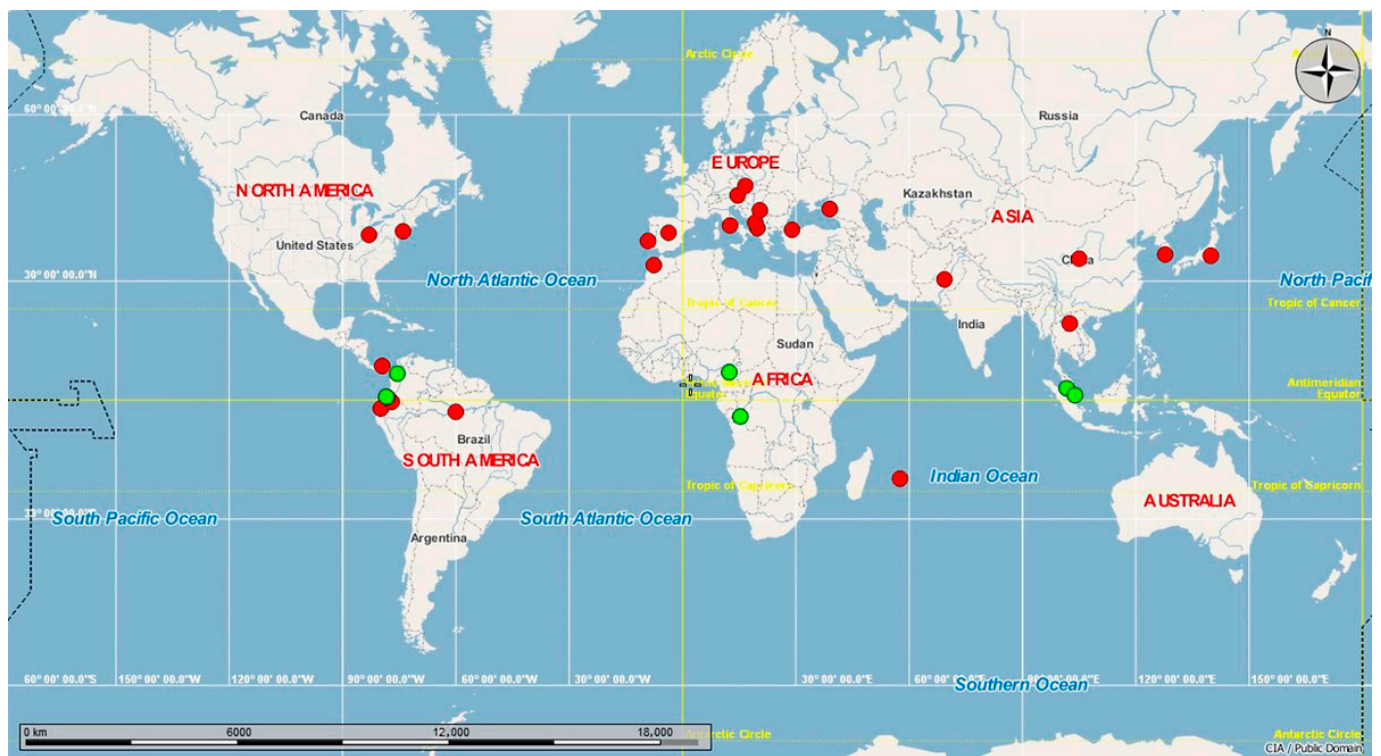 N
Arctic Circle
60° 00' 00.0"N
Canada
Russia
EUROPE
NORTH AMERICA
Kazakhstan
ASIA
United States
China
30° 00' 00.0"N
North Atlantic Ocean
North Pacif
Tropic of Cancer
Tropic of Cancer
India
Sudan
AFRICA
Antimeridian
Equator
Equator
Brazil
SOUTH AMERICA
Indian Ocean
Tropic of Capricorn
Tropic of Capricorn
AUSTRALIA
South Pacific Ocean
South Atlantic Ocean
Argentina
60° 00' 00.0"S
150° 00' 00.0"W
120° 00' 00.0"W
90° 00' 00.0"W
60° 00' 00.0"W
30° 00' 00.0"W
30° 00' 00.0"E
60° 00' 00.0"E
90° 00' 00.0"E
120° 00' 00.0"E
150° 00' 00.0"E
Southern Ocean
0 km
6000
12,000
18,000
Antarctic Circle
Antarctic Circle
CIA / Public Domain